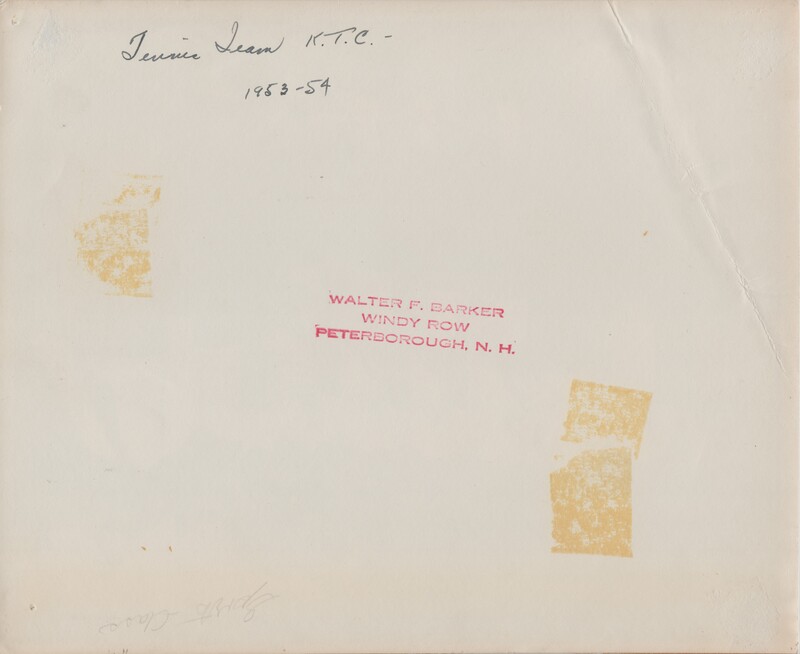 Tennis Team K.T.C. -
1953-54
WALTER F. BARKER
WINDY ROW
PETERBOROUGH, N. H.